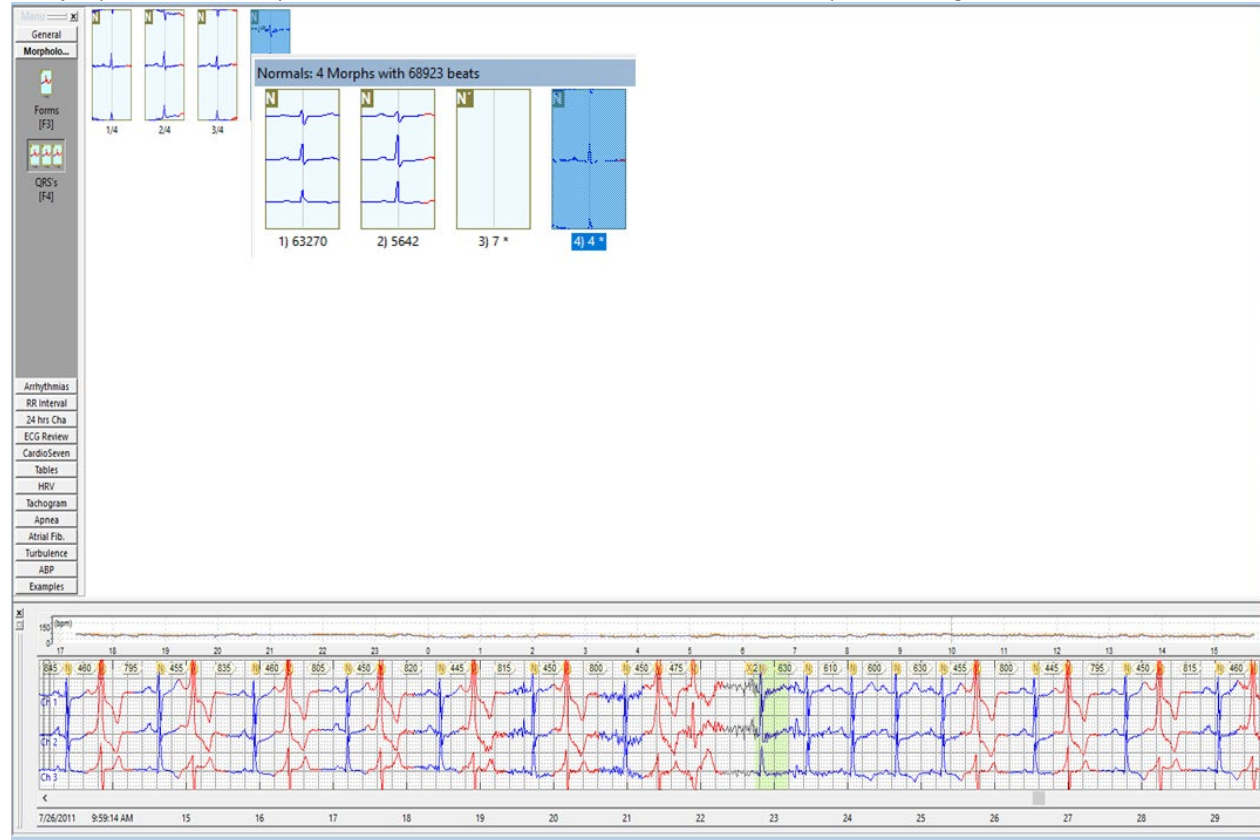 Menu
General
Morpholo...
Forms
[F3]
QRS's
[F4]
Arrhythmias
RR Interval
24 hrs Cha
ECG Review
CardioSeven
Tables
HRV
Tachogram
Apnea
Atrial Fib.
Turbulence
ABP
Examples
N N N N
1/4 2/4 3/4
Normals: 4 Morphs with 68923 beats
N N N' N
1) 63270 2) 5642 3) 7 * 4) 4 *
150 (bpm)
0
17 18 19 20 21 22 23 0 1 2 3 4 5 6 7 8 9 10 11 12 13 14 15
845 N 460 795 N 455 835 N 460 805 N 450 820 N 445 815 N 450 800 N 450 475 630 N 610 N 600 N 630 N 455 800 N 445 795 N 450 815 N 460
Ch 1
Ch 2
Ch 3
7/26/2011 9:59:14 AM 15 16 17 18 19 20 21 22 23 24 25 26 27 28 29